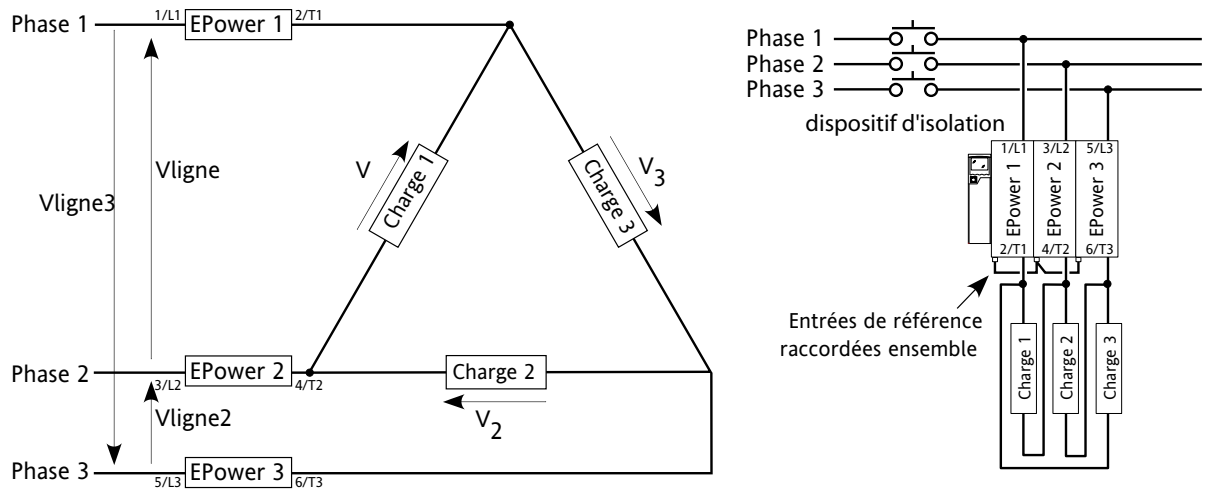 Phase 1
1/L1
EPower 1
2/T1
Vligne3
Vligne
V
Charge 1
Charge 3
V3
Phase 2
3/L2
EPower 2
4/T2
Charge 2
V2
Vligne2
Phase 3
5/L3
EPower 3
6/T3
Phase 1
Phase 2
Phase 3
dispositif d'isolation
1/L1 3/L2 5/L3
EPower 1
EPower 2
EPower 3
2/T1 4/T2 6/T3
Entrées de référence
raccordées ensemble
Charge 1
Charge 2
Charge 3